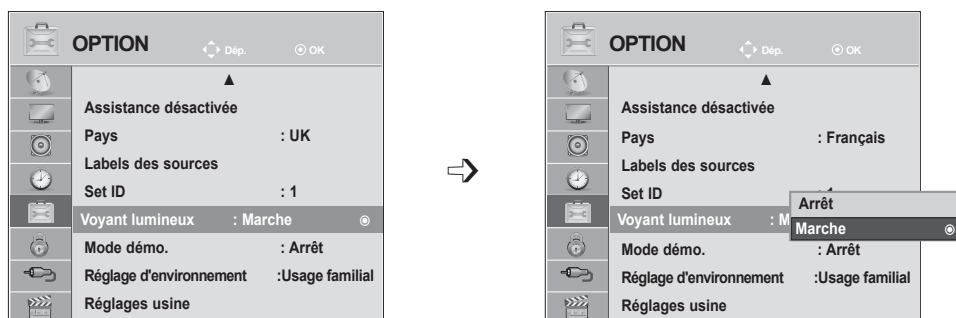 OPTION Dép. OK
▲
Assistance désactivée
Pays : UK
Labels des sources
Set ID : 1
Voyant lumineux : Marche
Mode démo. : Arrêt
Réglage d'environnement :Usage familial
Réglages usine
OPTION Dép. OK
▲
Assistance désactivée
Pays : Français
Labels des sources
Set ID
Voyant lumineux : M
Arrêt
Marche
Mode démo. : Arrêt
Réglage d'environnement :Usage familial
Réglages usine